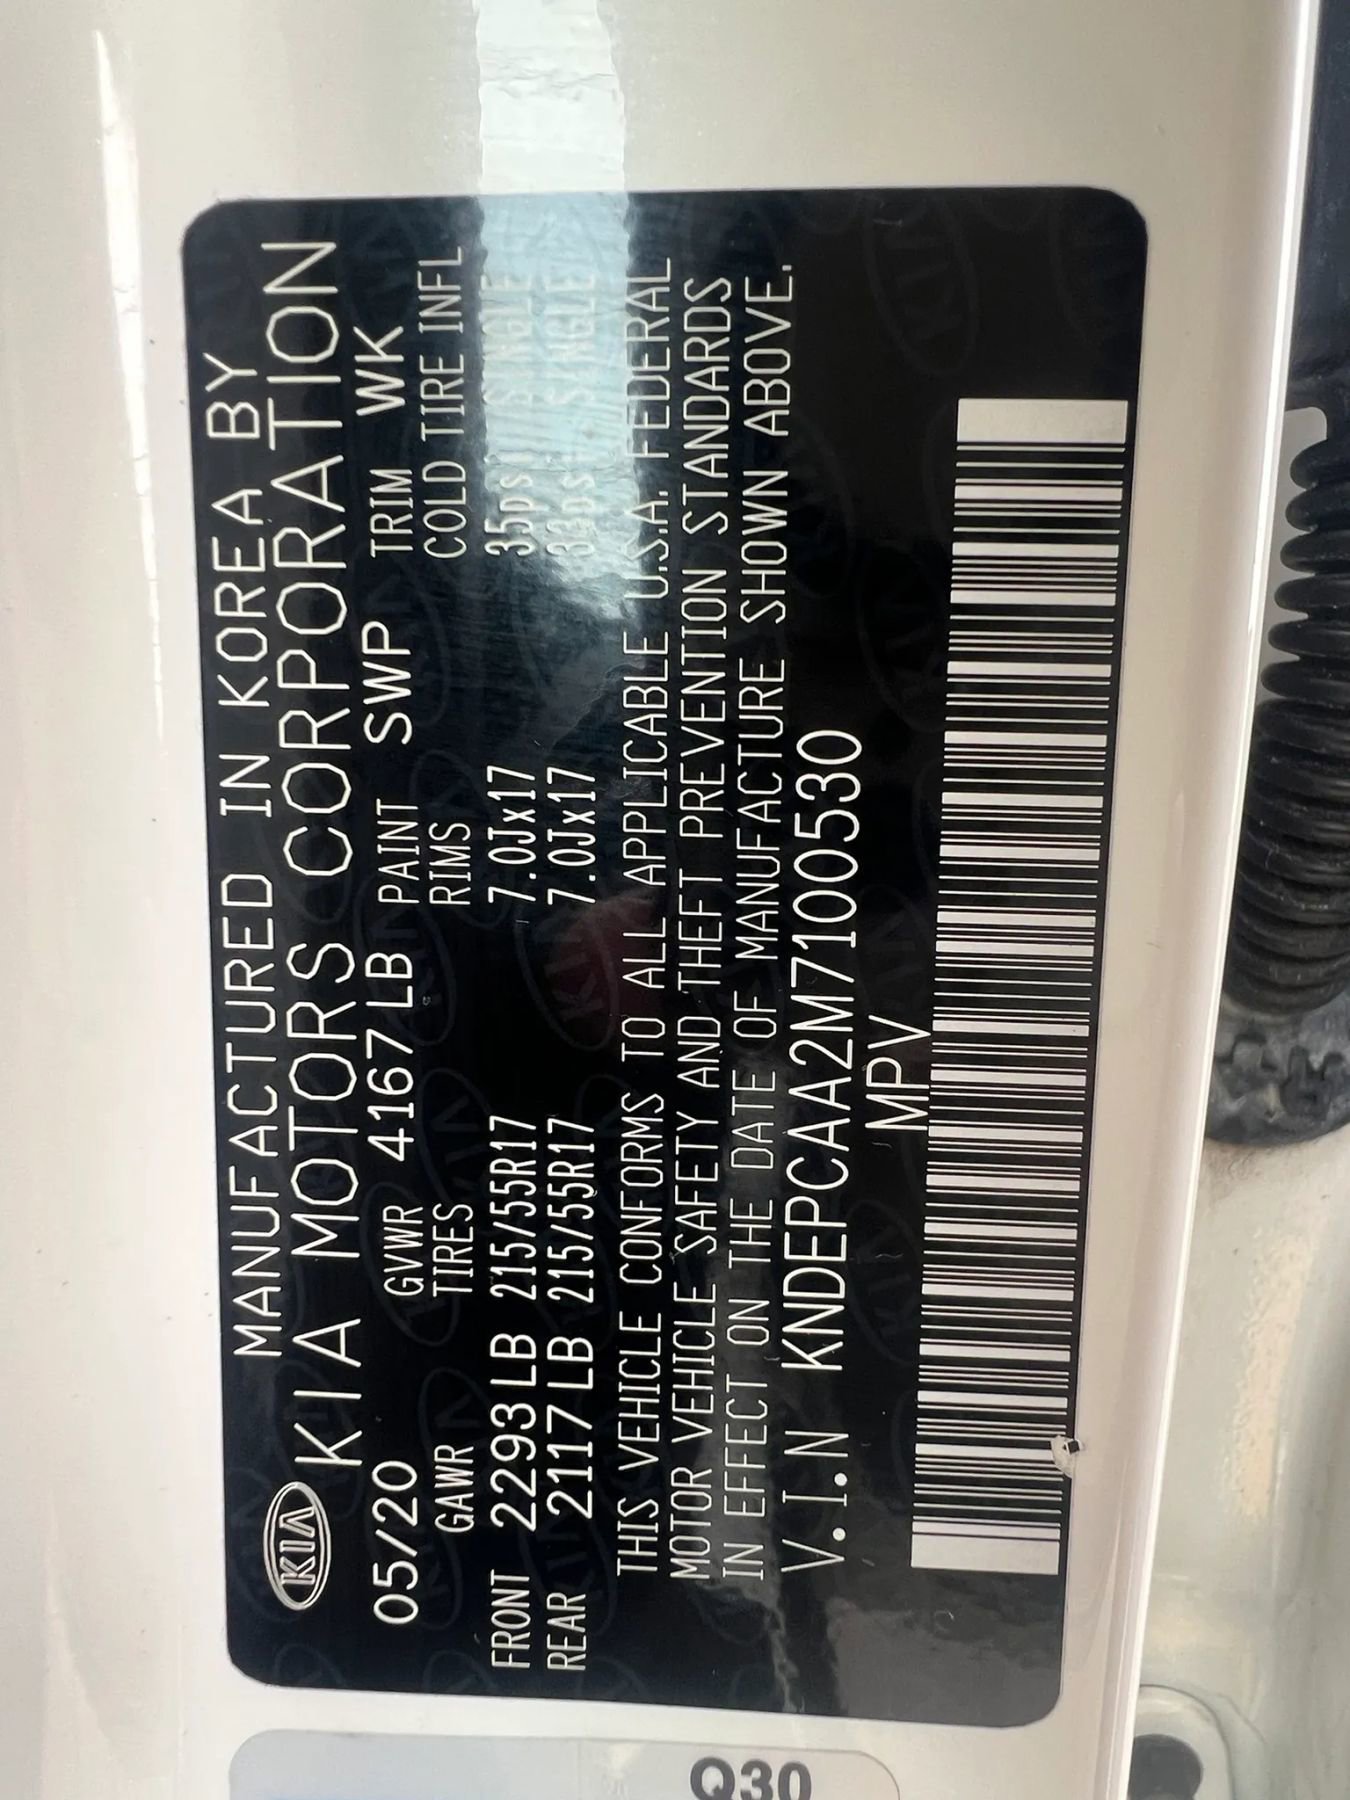 MANUFACTURED IN KOREA BY
KIA KIA MOTORS CORPORATION
05/20 GVWR 4167 LB PAINT SWP TRIM WK
GAWR TIRES RIMS COLD TIRE INFL
FRONT 2293 LB 215/55R17 7.0Jx17 35psi SINGLE
REAR 2117 LB 215/55R17 7.0Jx17 SINGLE
THIS VEHICLE CONFORMS TO ALL APPLICABLE U.S.A. FEDERAL
MOTOR VEHICLE SAFETY AND THEFT PREVENTION STANDARDS
IN EFFECT ON THE DATE OF MANUFACTURE SHOWN ABOVE.
V.I.N KNDEPCAA2M7100530
MPV
Q30